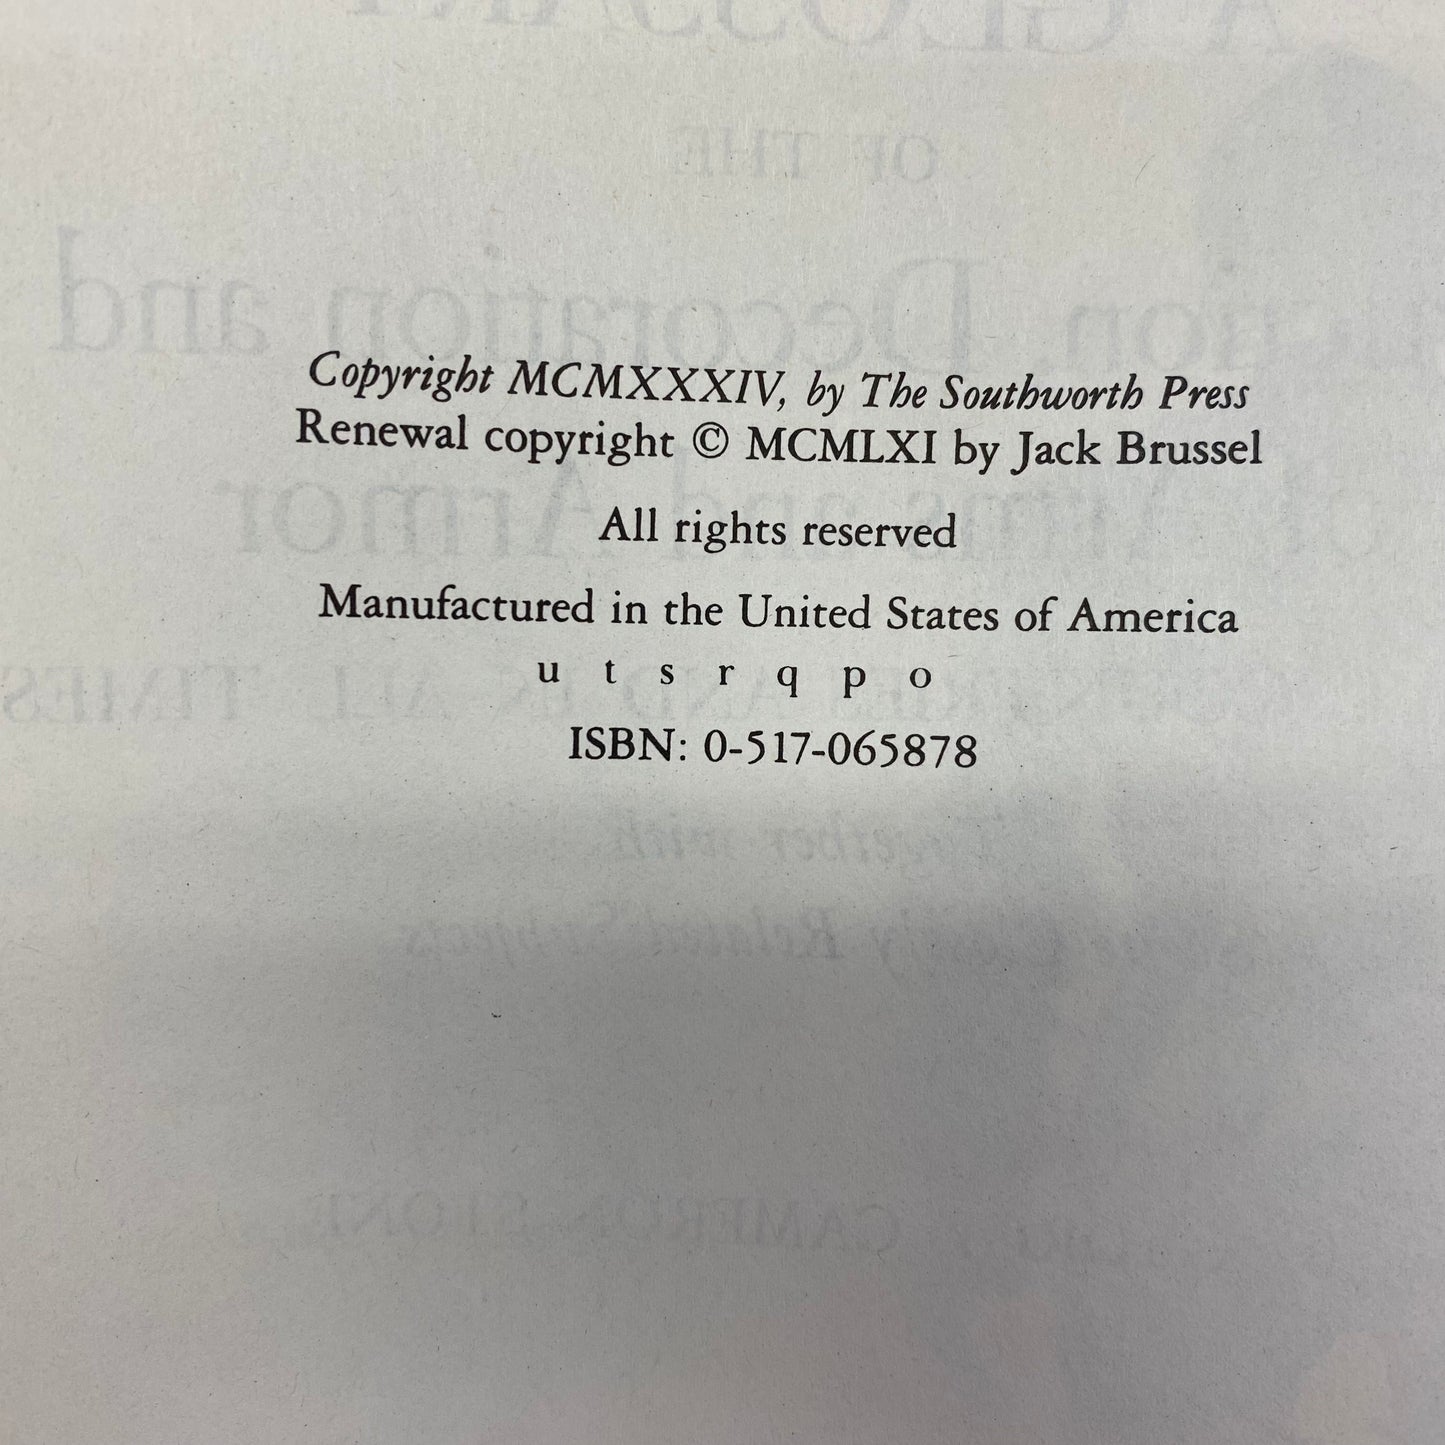 Copyright MCMXXXIV, by The Southworth Press
Renewal copyright © MCMLXI by Jack Brussel
All rights reserved
Manufactured in the United States of America
u t s r q p o
ISBN: 0-517-065878